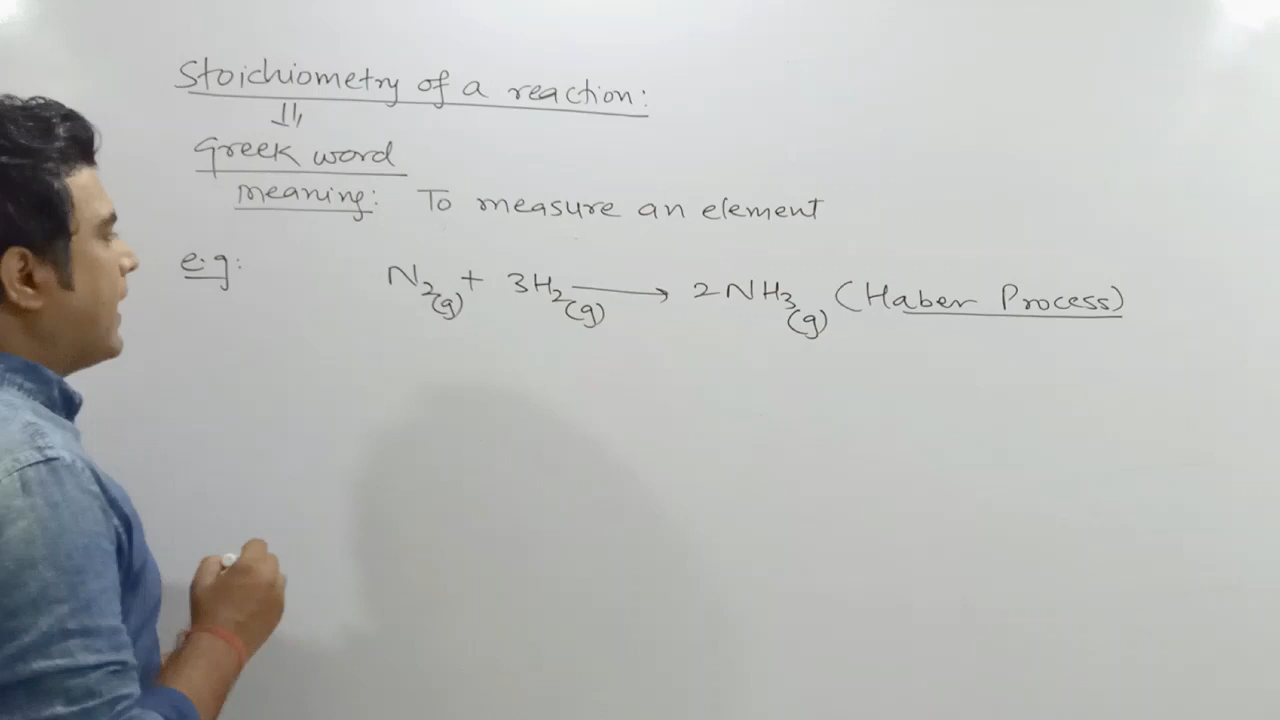 Stoichiometry of a reaction:
Greek word
meaning: To measure an element
e.g: N₂(g) + 3H₂(g) ⟶ 2NH₃(g) (Haber Process)